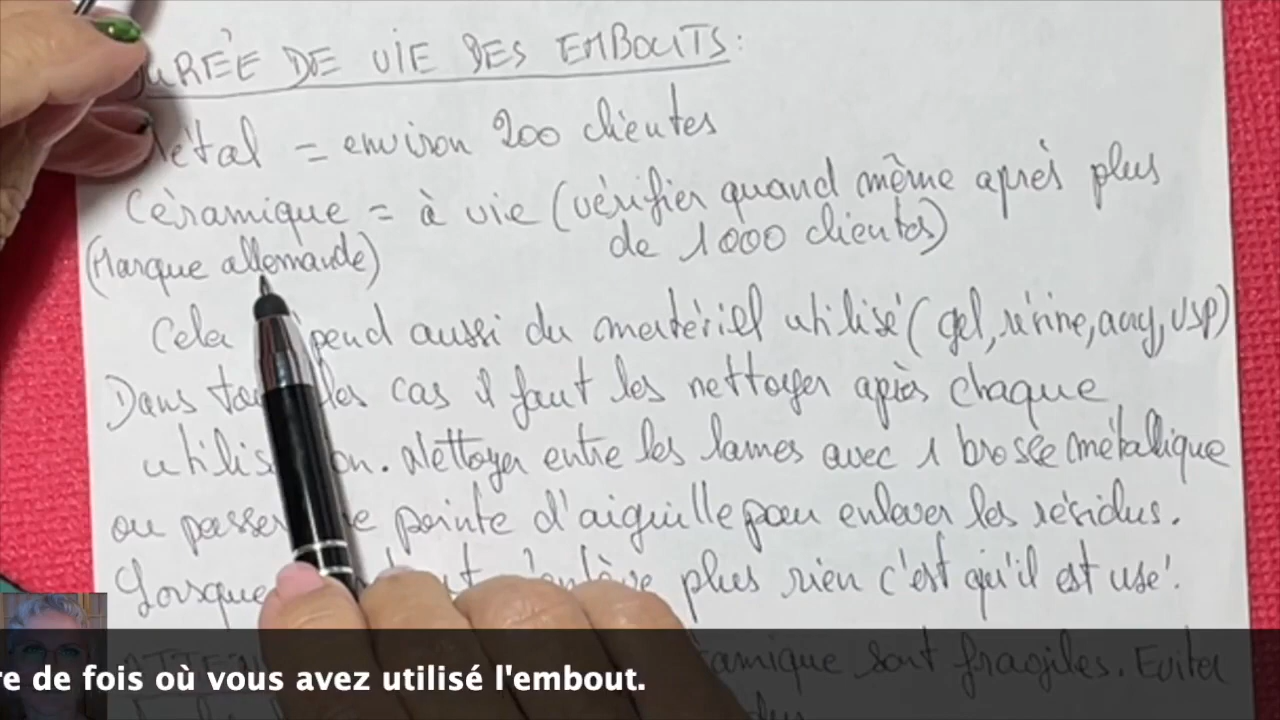 DURÉE DE VIE DES EMBOUTS:
Métal = environ 200 clientes
Céramique = à vie (vérifier quand même après plus
de 1000 clientes)
(Marque allemande)
Cela dépend aussi du matériel utilisé (gel, résine, acry, VSP)
Dans tous les cas il faut les nettoyer après chaque
utilisation. Nettoyer entre les lames avec 1 brosse métallique
ou passer pointe d'aiguille pour enlever les résidus.
Lorsque plus rien c'est qu'il est usé.
sont fragiles. Eviter
re de fois où vous avez utilisé l'embout.